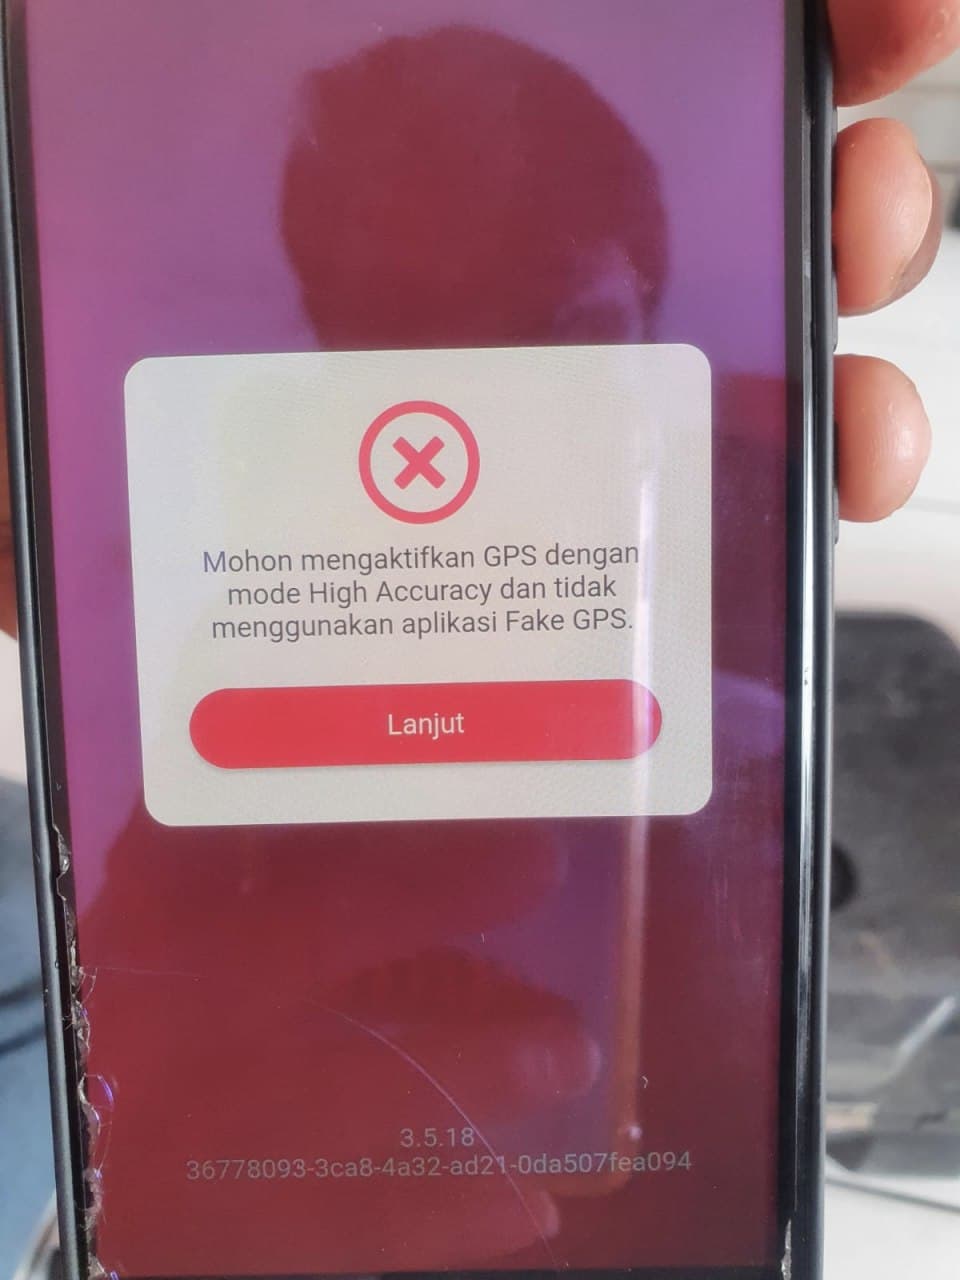 Mohon mengaktifkan GPS dengan
mode High Accuracy dan tidak
menggunakan aplikasi Fake GPS.
Lanjut
3.5.18
36778093-3ca8-4a32-ad21-0da507fea094